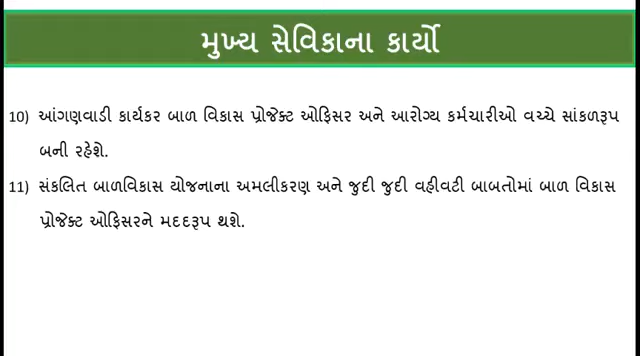 મુખ્ય સેવિકાના કાર્યો
10) આંગણવાડી કાર્યકર બાળ વિકાસ પ્રોજેક્ટ ઓફિસર અને આરોગ્ય કર્મચારીઓ વચ્ચે સાંકળરૂપ
બની રહેશે.
11) સંકલિત બાળવિકાસ યોજનાના અમલીકરણ અને જુદી જુદી વહીવટી બાબતોમાં બાળ વિકાસ
પ્રોજેક્ટ ઓફિસરને મદદરૂપ થશે.